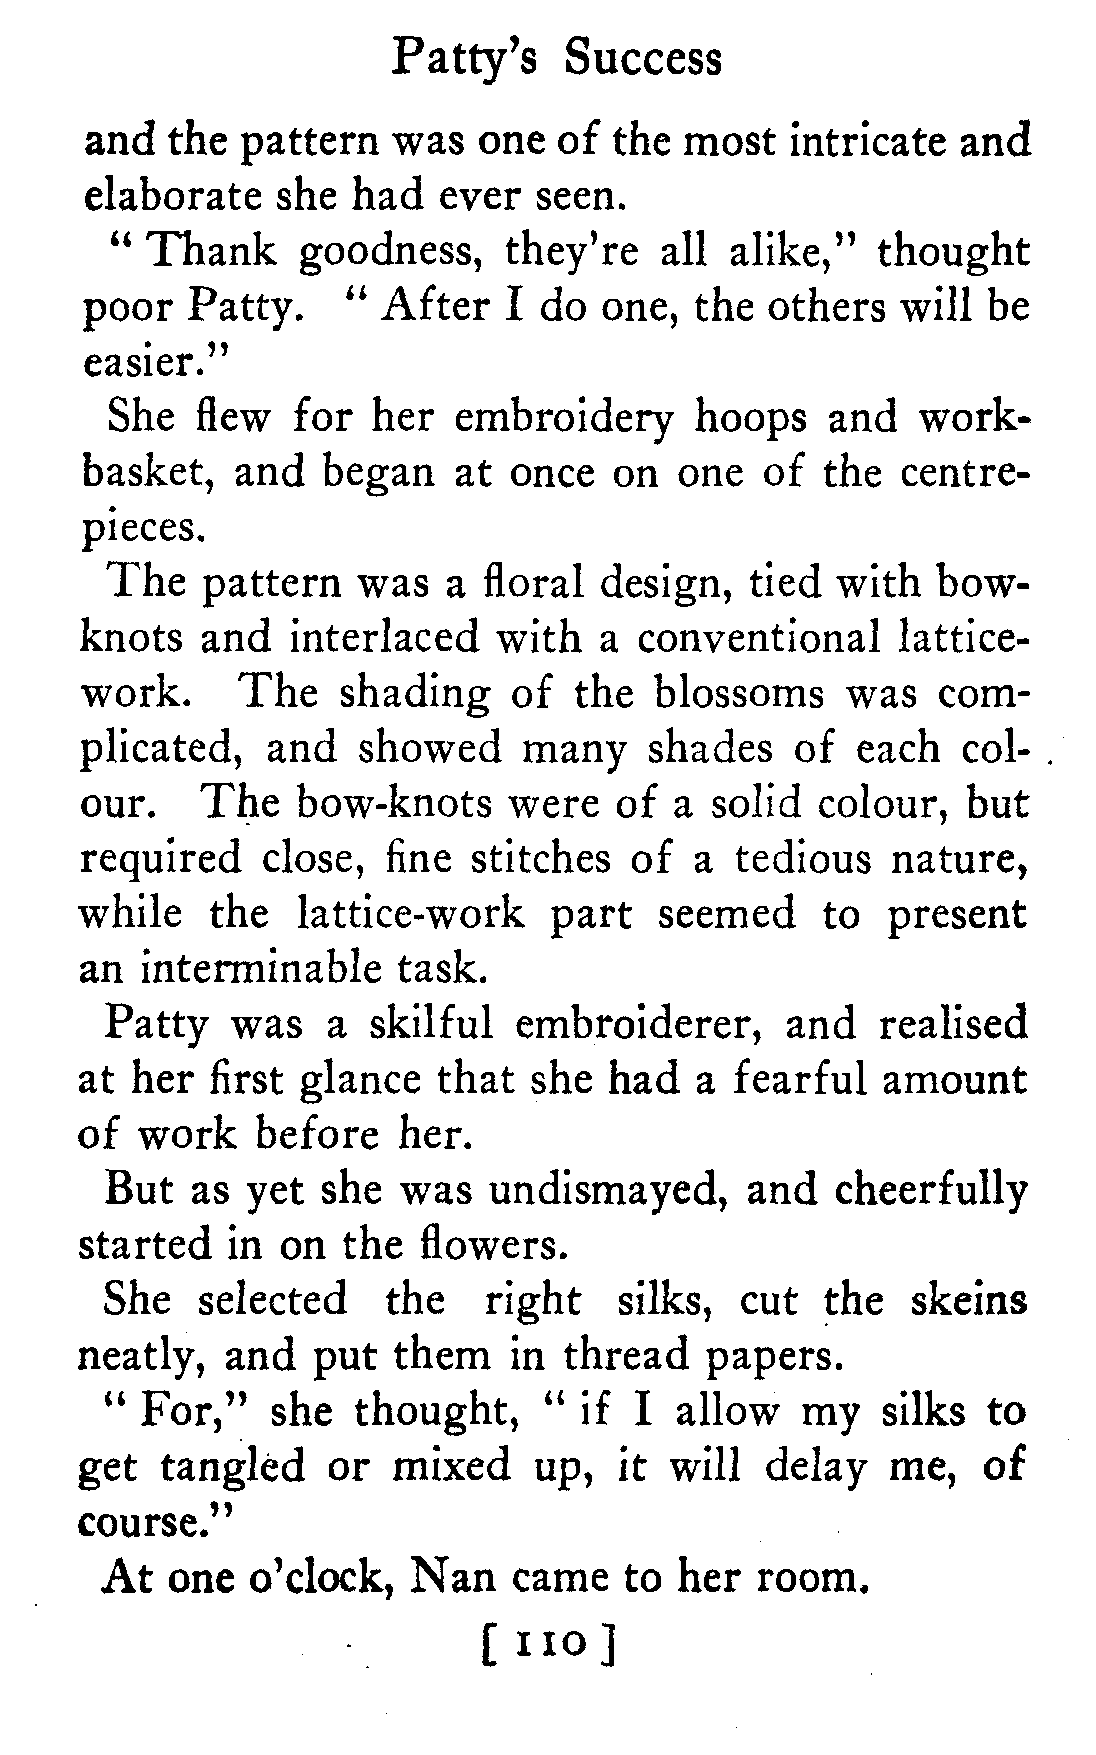 Patty's Success
and the pattern was one of the most intricate and
elaborate she had ever seen.
" Thank goodness, they're all alike," thought
poor Patty. " After I do one, the others will be
easier."
She flew for her embroidery hoops and work-
basket, and began at once on one of the centre-
pieces.
The pattern was a floral design, tied with bow-
knots and interlaced with a conventional lattice-
work. The shading of the blossoms was com-
plicated, and showed many shades of each col-
our. The bow-knots were of a solid colour, but
required close, fine stitches of a tedious nature,
while the lattice-work part seemed to present
an interminable task.
Patty was a skilful embroiderer, and realised
at her first glance that she had a fearful amount
of work before her.
But as yet she was undismayed, and cheerfully
started in on the flowers.
She selected the right silks, cut the skeins
neatly, and put them in thread papers.
" For," she thought, " if I allow my silks to
get tangled or mixed up, it will delay me, of
course."
At one o'clock, Nan came to her room.
[ 110 ]